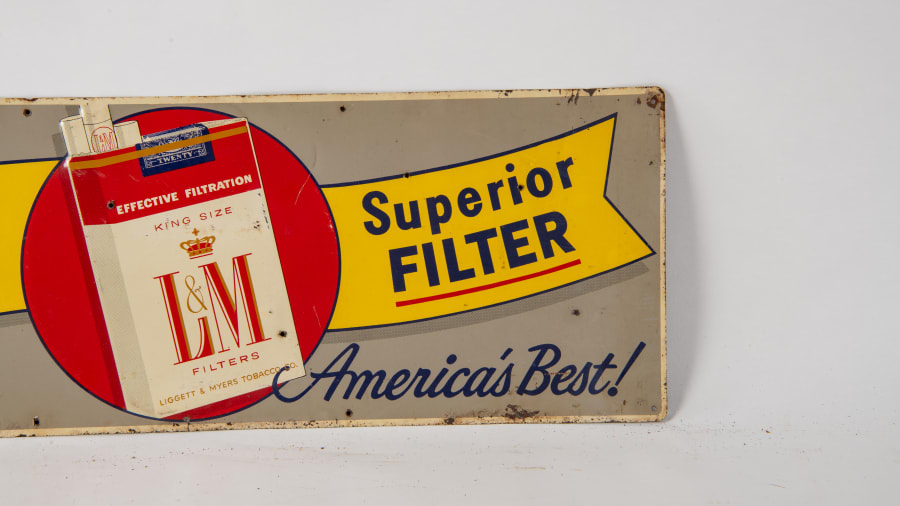 L&M
TWENTY
EFFECTIVE FILTRATION
KING SIZE
L&M
FILTERS
LIGGETT & MYERS TOBACCO CO.
Superior
FILTER
America's Best!